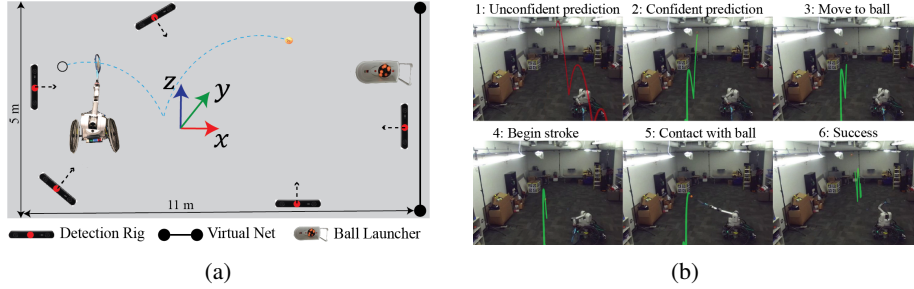 z
y
x
5 m
11 m
Detection Rig
Virtual Net
Ball Launcher
(a)
1: Unconfident prediction
2: Confident prediction
3: Move to ball
4: Begin stroke
5: Contact with ball
6: Success
(b)